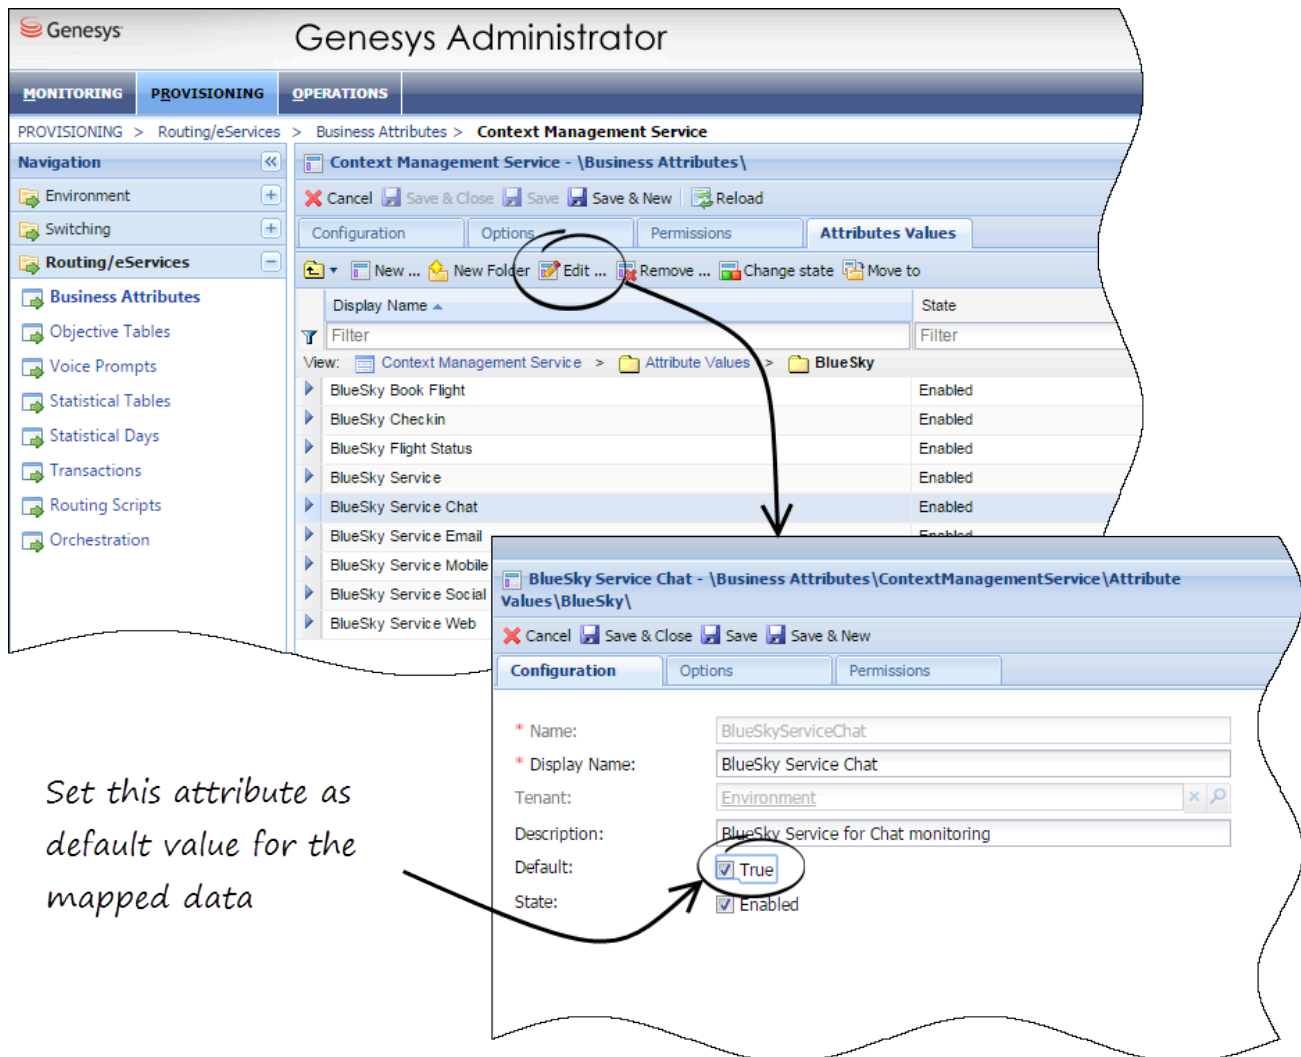 Genesys
Genesys Administrator
MONITORING PROVISIONING OPERATIONS
PROVISIONING > Routing/eServices > Business Attributes > Context Management Service
Navigation
Environment
Switching
Routing/eServices
Business Attributes
Objective Tables
Voice Prompts
Statistical Tables
Statistical Days
Transactions
Routing Scripts
Orchestration
Context Management Service - \Business Attributes\
Cancel Save & Close Save Save & New Reload
Configuration Options Permissions Attributes Values
New ... New Folder Edit ... Remove ... Change state Move to
Display Name State
Filter Filter
View: Context Management Service > Attribute Values > BlueSky
BlueSky Book Flight Enabled
BlueSky Checkin Enabled
BlueSky Flight Status Enabled
BlueSky Service Enabled
BlueSky Service Chat Enabled
BlueSky Service Email Enabled
BlueSky Service Mobile
BlueSky Service Social
BlueSky Service Web
BlueSky Service Chat - \Business Attributes\ContextManagementService\Attribute
Values\BlueSky\
Cancel Save & Close Save Save & New
Configuration Options Permissions
* Name: BlueSkyServiceChat
* Display Name: BlueSky Service Chat
Tenant: Environment
Description: BlueSky Service for Chat monitoring
Default: True
State: Enabled
Set this attribute as
default value for the
mapped data